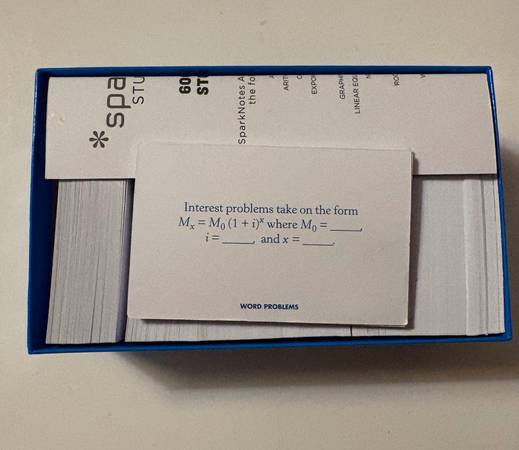 *spa
STU
60
ST
SparkNotes A
the fo
ARIT
EXPO
GRAPH
LINEAR EQU
Interest problems take on the form
Mₓ = M₀ (1 + i)ˣ where M₀ = _____,
i = _____, and x = _____.
WORD PROBLEMS